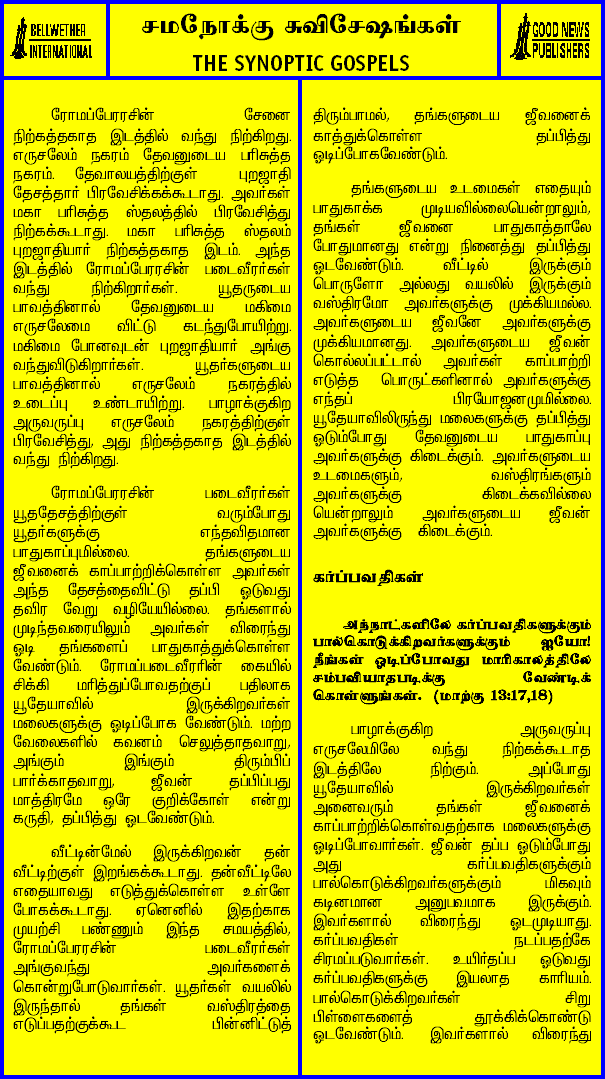 BELLWETHER
INTERNATIONAL
சமநோக்கு சுவிசேஷங்கள்
THE SYNOPTIC GOSPELS
GOOD NEWS
PUBLISHERS
ரோமப்பேரரசின் சேனை
நிற்கத்தகாத இடத்தில் வந்து நிற்கிறது.
எருசலேம் நகரம் தேவனுடைய பரிசுத்த
நகரம். தேவாலயத்திற்குள் புறஜாதி
தேசத்தார் பிரவேசிக்கக்கூடாது. அவர்கள்
மகா பரிசுத்த ஸ்தலத்தில் பிரவேசித்து
நிற்கக்கூடாது. மகா பரிசுத்த ஸ்தலம்
புறஜாதியார் நிற்கத்தகாத இடம். அந்த
இடத்தில் ரோமப்பேரரசின் படைவீரர்கள்
வந்து நிற்கிறார்கள். யூதருடைய
பாவத்தினால் தேவனுடைய மகிமை
எருசலேமை விட்டு கடந்துபோயிற்று.
மகிமை போனவுடன் புறஜாதியார் அங்கு
வந்துவிடுகிறார்கள். யூதர்களுடைய
பாவத்தினால் எருசலேம் நகரத்தில்
உடைப்பு உண்டாயிற்று. பாழாக்குகிற
அருவருப்பு எருசலேம் நகரத்திற்குள்
பிரவேசித்து, அது நிற்கத்தகாத இடத்தில்
வந்து நிற்கிறது.
ரோமப்பேரரசின் படைவீரர்கள்
யூததேசத்திற்குள் வரும்போது
யூதர்களுக்கு எந்தவிதமான
பாதுகாப்புமில்லை. தங்களுடைய
ஜீவனைக் காப்பாற்றிக்கொள்ள அவர்கள்
அந்த தேசத்தைவிட்டு தப்பி ஓடுவது
தவிர வேறு வழியேயில்லை. தங்களால்
முடிந்தவரையிலும் அவர்கள் விரைந்து
ஓடி தங்களைப் பாதுகாத்துக்கொள்ள
வேண்டும். ரோமப்படைவீரரின் கையில்
சிக்கி மரித்துப்போவதற்குப் பதிலாக
யூதேயாவில் இருக்கிறவர்கள்
மலைகளுக்கு ஓடிப்போக வேண்டும். மற்ற
வேலைகளில் கவனம் செலுத்தாதவாறு,
அங்கும் இங்கும் திரும்பிப்
பார்க்காதவாறு, ஜீவன் தப்பிப்பது
மாத்திரமே ஒரே குறிக்கோள் என்று
கருதி, தப்பித்து ஓடவேண்டும்.
வீட்டின்மேல் இருக்கிறவன் தன்
வீட்டிற்குள் இறங்கக்கூடாது. தன்வீட்டிலே
எதையாவது எடுத்துக்கொள்ள உள்ளே
போகக்கூடாது. ஏனெனில் இதற்காக
முயற்சி பண்ணும் இந்த சமயத்தில்,
ரோமப்பேரரசின் படைவீரர்கள்
அங்குவந்து அவர்களைக்
கொன்றுபோடுவார்கள். யூதர்கள் வயலில்
இருந்தால் தங்கள் வஸ்திரத்தை
எடுப்பதற்குக்கூட பின்னிட்டுத்
திரும்பாமல், தங்களுடைய ஜீவனைக்
காத்துக்கொள்ள தப்பித்து
ஓடிப்போகவேண்டும்.
தங்களுடைய உடமைகள் எதையும்
பாதுகாக்க முடியவில்லையென்றாலும்,
தங்கள் ஜீவனை பாதுகாத்தாலே
போதுமானது என்று நினைத்து தப்பித்து
ஓடவேண்டும். வீட்டில் இருக்கும்
பொருளோ அல்லது வயலில் இருக்கும்
வஸ்திரமோ அவர்களுக்கு முக்கியமல்ல.
அவர்களுடைய ஜீவனே அவர்களுக்கு
முக்கியமானது. அவர்களுடைய ஜீவன்
கொல்லப்பட்டால் அவர்கள் காப்பாற்றி
எடுத்த பொருட்களினால் அவர்களுக்கு
எந்தப் பிரயோஜனமுமில்லை.
யூதேயாவிலிருந்து மலைகளுக்கு தப்பித்து
ஓடும்போது தேவனுடைய பாதுகாப்பு
அவர்களுக்கு கிடைக்கும். அவர்களுடைய
உடமைகளும், வஸ்திரங்களும்
அவர்களுக்கு கிடைக்கவில்லை
யென்றாலும் அவர்களுடைய ஜீவன்
அவர்களுக்கு கிடைக்கும்.
கர்ப்பவதிகள்
அந்நாட்களிலே கர்ப்பவதிகளுக்கும்
பால்கொடுக்கிறவர்களுக்கும் ஐயோ!
நீங்கள் ஓடிப்போவது மாரிகாலத்திலே
சம்பவியாதபடிக்கு வேண்டிக்
கொள்ளுங்கள். (மாற்கு 13:17,18)
பாழாக்குகிற அருவருப்பு
எருசலேமிலே வந்து நிற்கக்கூடாத
இடத்திலே நிற்கும். அப்போது
யூதேயாவில் இருக்கிறவர்கள்
அனைவரும் தங்கள் ஜீவனைக்
காப்பாற்றிக்கொள்வதற்காக மலைகளுக்கு
ஓடிப்போவார்கள். ஜீவன் தப்ப ஓடும்போது
அது கர்ப்பவதிகளுக்கும்
பால்கொடுக்கிறவர்களுக்கும் மிகவும்
கடினமான அனுபவமாக இருக்கும்.
இவர்களால் விரைந்து ஓடமுடியாது.
கர்ப்பவதிகள் நடப்பதற்கே
சிரமப்படுவார்கள். உயிர்தப்ப ஓடுவது
கர்ப்பவதிகளுக்கு இயலாத காரியம்.
பால்கொடுக்கிறவர்கள் சிறு
பிள்ளைகளைத் தூக்கிக்கொண்டு
ஓடவேண்டும். இவர்களால் விரைந்து